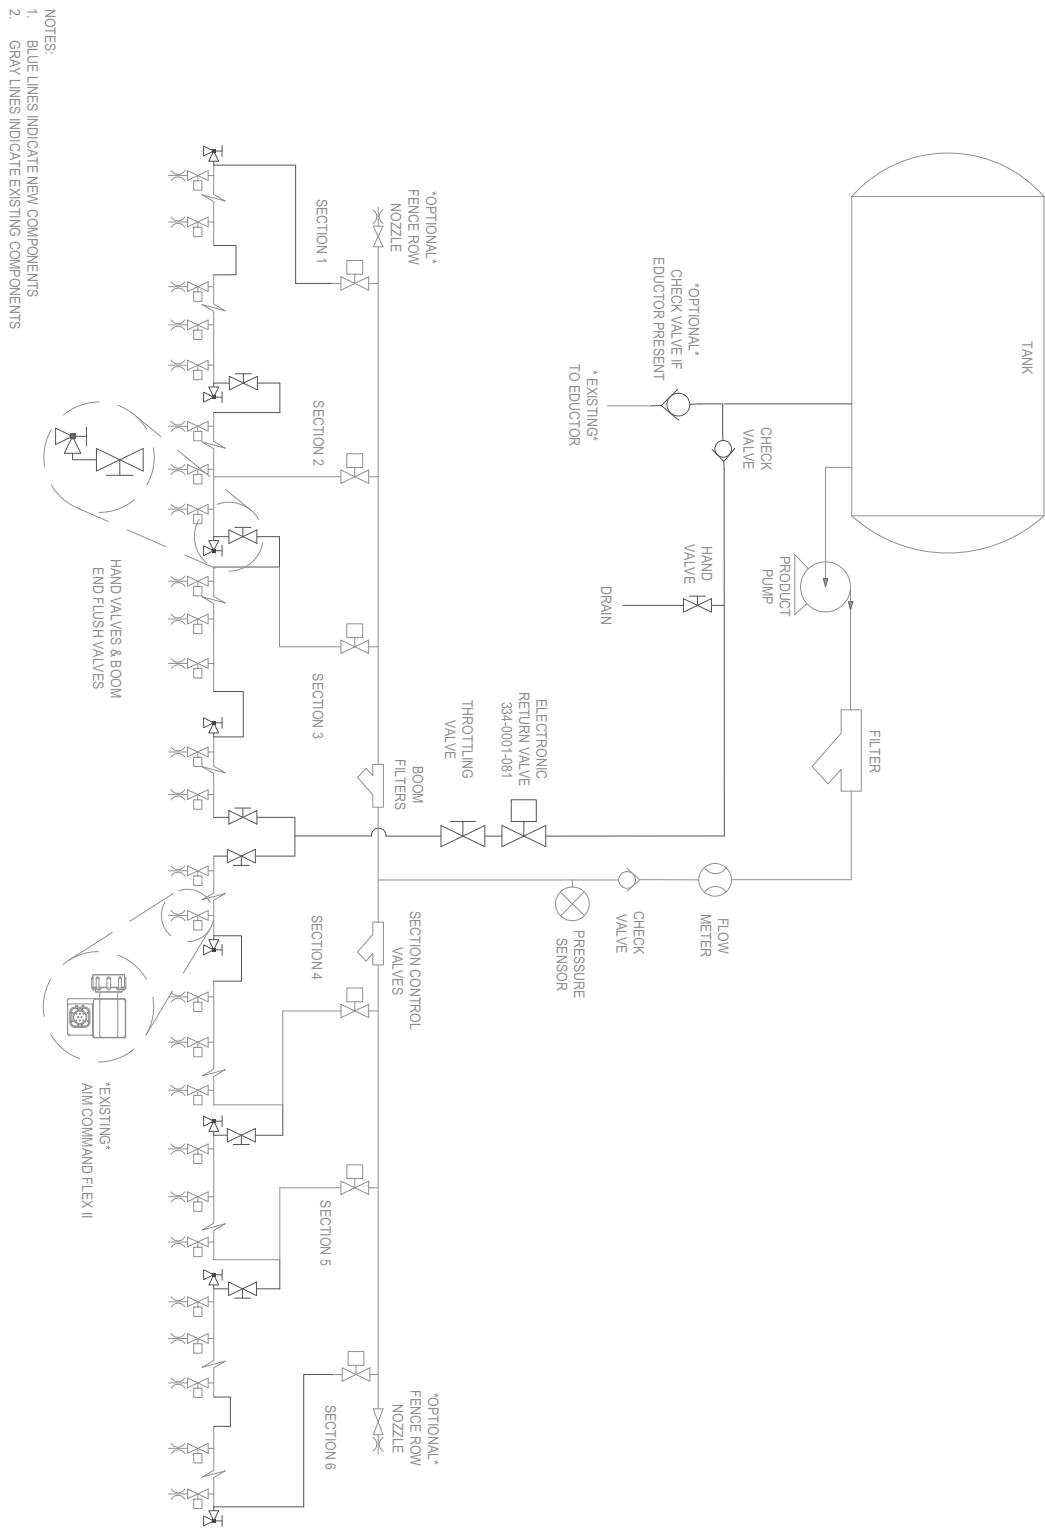 TANK
*OPTIONAL*
CHECK VALVE IF
EDUCTOR PRESENT
* EXISTING*
TO EDUCTOR
CHECK
VALVE
HAND
VALVE
DRAIN
PRODUCT
PUMP
FILTER
*OPTIONAL*
FENCE ROW
NOZZLE
ELECTRONIC
RETURN VALVE
334-0001-081
THROTTLING
VALVE
BOOM
FILTERS
FLOW
METER
CHECK
VALVE
PRESSURE
SENSOR
SECTION CONTROL
VALVES
*OPTIONAL*
FENCE ROW
NOZZLE
SECTION 1
SECTION 2
SECTION 3
SECTION 4
SECTION 5
SECTION 6
HAND VALVES & BOOM
END FLUSH VALVES
*EXISTING*
AIM COMMAND FLEX II
NOTES:
1. BLUE LINES INDICATE NEW COMPONENTS
2. GRAY LINES INDICATE EXISTING COMPONENTS